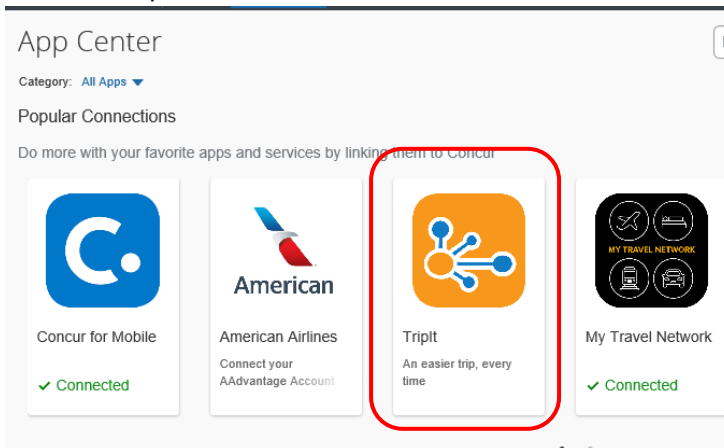 App Center
Category: All Apps
Popular Connections
Do more with your favorite apps and services by linking them to Concur
C.
American
MY TRAVEL NETWORK
Concur for Mobile
American Airlines
TripIt
My Travel Network
Connect your
AAdvantage Account
An easier trip, every
time
Connected
Connected